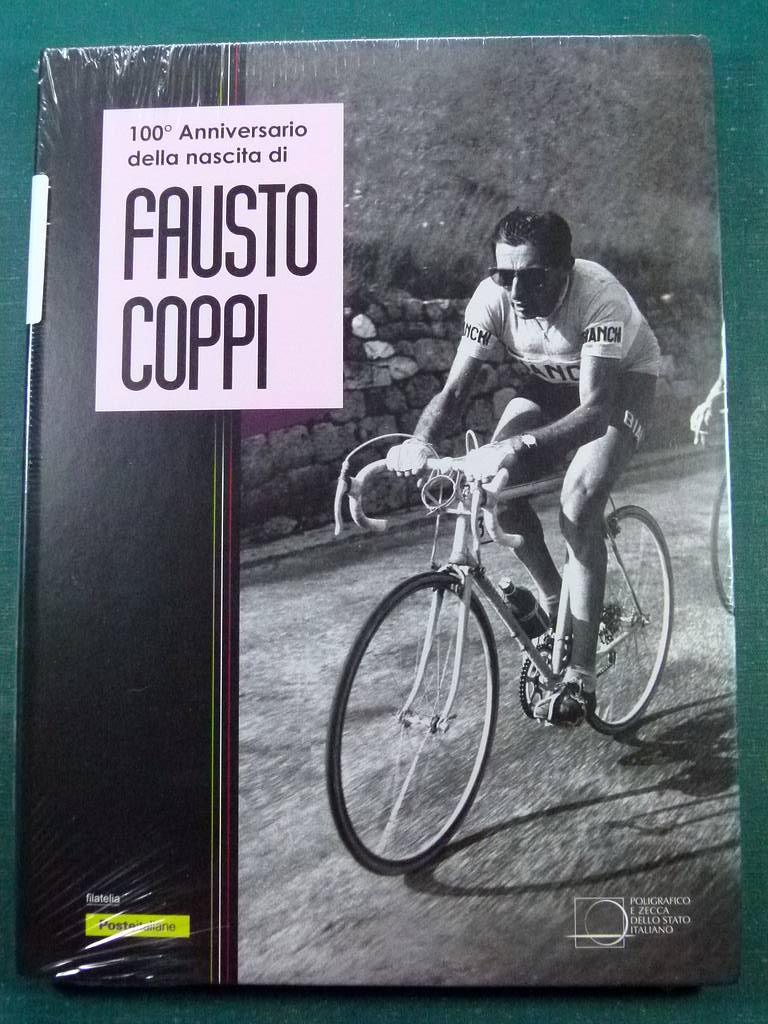 100° Anniversario
della nascita di
FAUSTO
COPPI
BIANCHI
filatelia
Posteitaliane
POLIGRAFICO
E ZECCA
DELLO STATO
ITALIANO